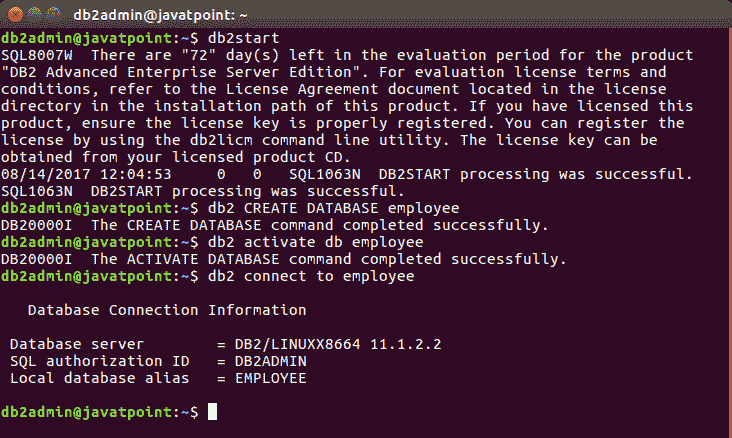 db2admin@javatpoint: ~
db2admin@javatpoint:~$ db2start
SQL8007W  There are "72" day(s) left in the evaluation period for the product
"DB2 Advanced Enterprise Server Edition". For evaluation license terms and
conditions, refer to the License Agreement document located in the license
directory in the installation path of this product. If you have licensed this
product, ensure the license key is properly registered. You can register the
license by using the db2licm command line utility. The license key can be
obtained from your licensed product CD.
08/14/2017 12:04:53     0   0   SQL1063N  DB2START processing was successful.
SQL1063N  DB2START processing was successful.
db2admin@javatpoint:~$ db2 CREATE DATABASE employee
DB20000I  The CREATE DATABASE command completed successfully.
db2admin@javatpoint:~$ db2 activate db employee
DB20000I  The ACTIVATE DATABASE command completed successfully.
db2admin@javatpoint:~$ db2 connect to employee
   Database Connection Information
 Database server        = DB2/LINUXX8664 11.1.2.2
 SQL authorization ID   = DB2ADMIN
 Local database alias   = EMPLOYEE
db2admin@javatpoint:~$